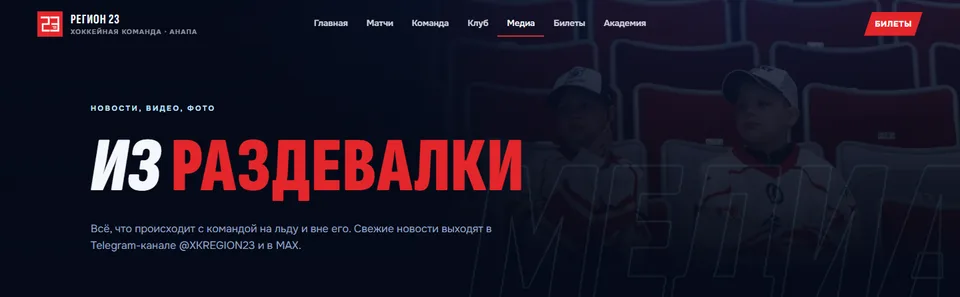 23
РЕГИОН 23
ХОККЕЙНАЯ КОМАНДА · АНАПА
Главная Матчи Команда Клуб Медиа Билеты Академия
БИЛЕТЫ
НОВОСТИ, ВИДЕО, ФОТО
ИЗ РАЗДЕВАЛКИ
Всё, что происходит с командой на льду и вне его. Свежие новости выходят в
Telegram-канале @XKREGION23 и в MAX.
МЕДИА